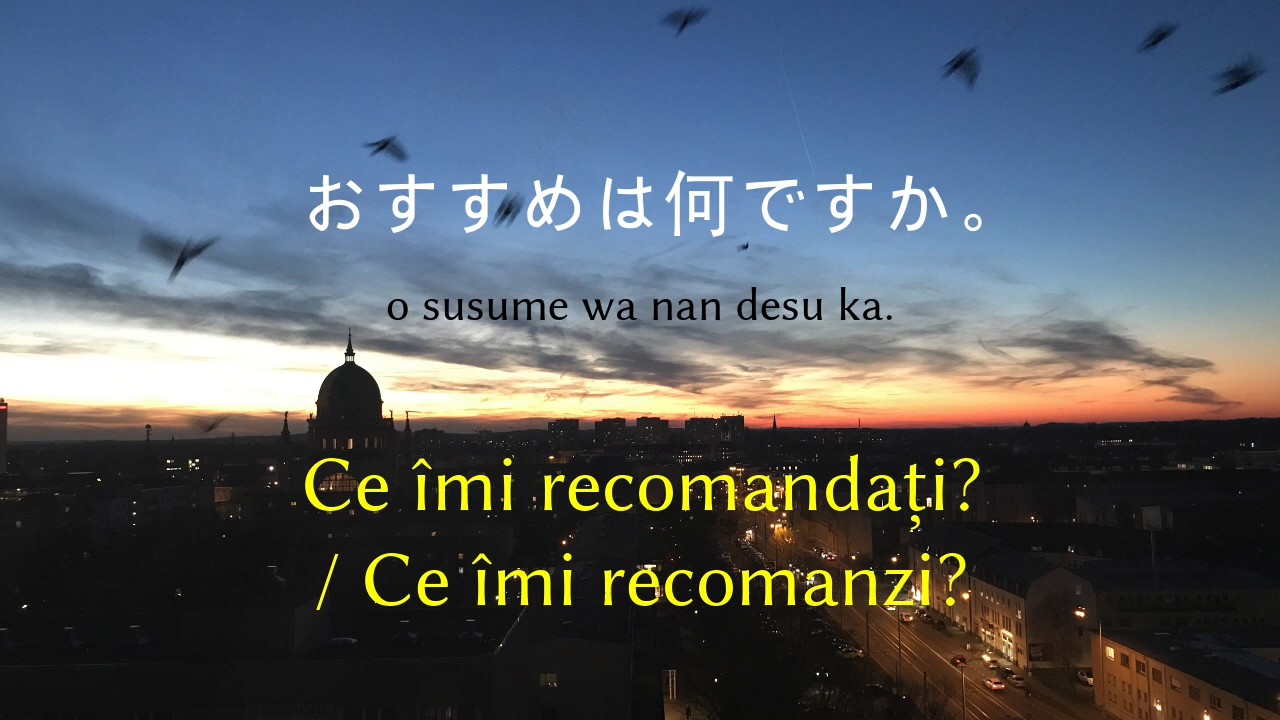 おすすめは何ですか。
o susume wa nan desu ka.
Ce îmi recomandați?
/ Ce îmi recomanzi?